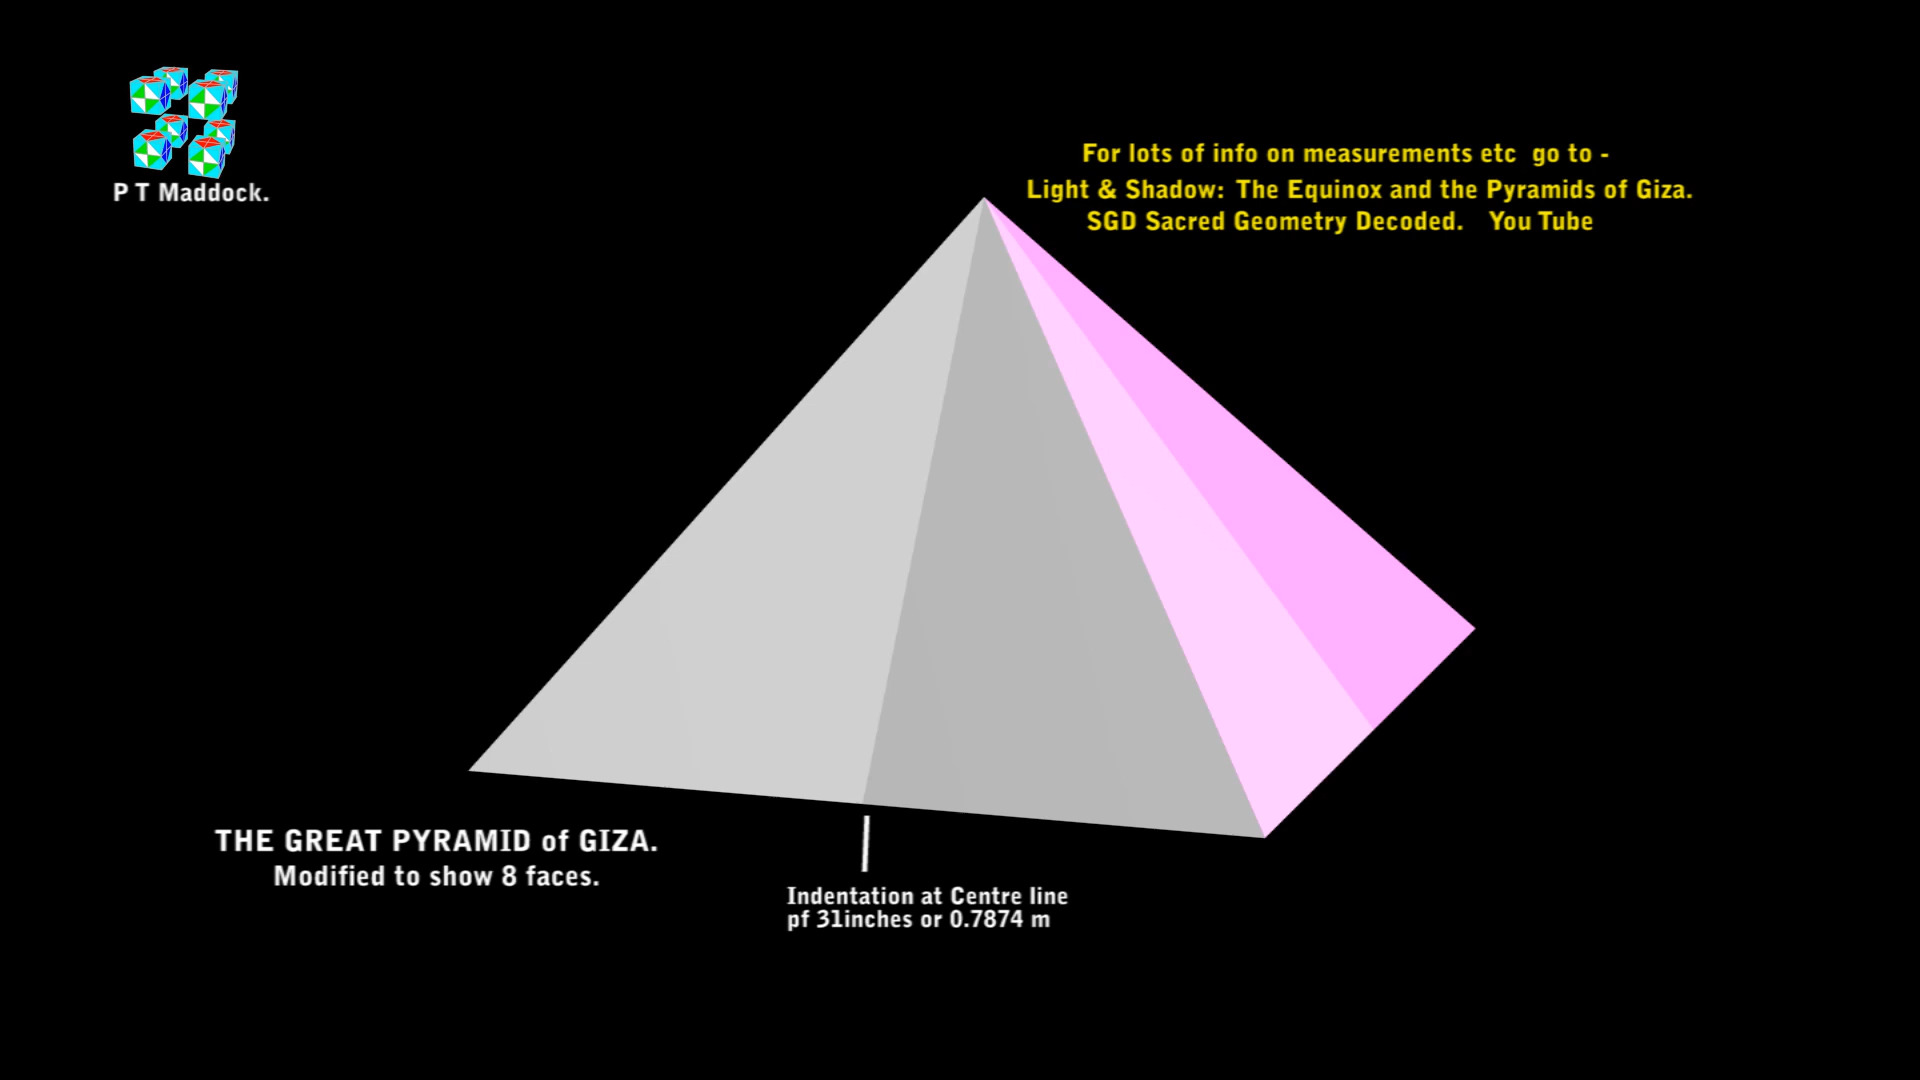 P T Maddock.
For lots of info on measurements etc go to -
Light & Shadow: The Equinox and the Pyramids of Giza.
SGD Sacred Geometry Decoded. You Tube
THE GREAT PYRAMID of GIZA.
Modified to show 8 faces.
Indentation at Centre line
pf 31inches or 0.7874 m